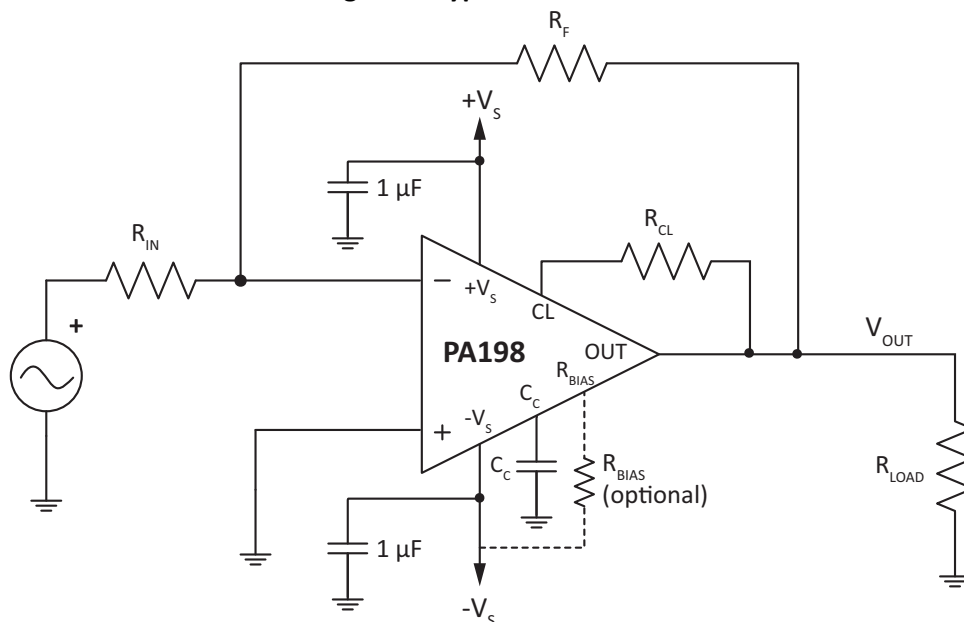 R_F
+V_S
1 μF
R_IN
R_CL
−
+V_S
CL
+
PA198
OUT
V_OUT
R_BIAS
C_C
-V_S
+
C_C
R_BIAS
(optional)
R_LOAD
1 μF
-V_S